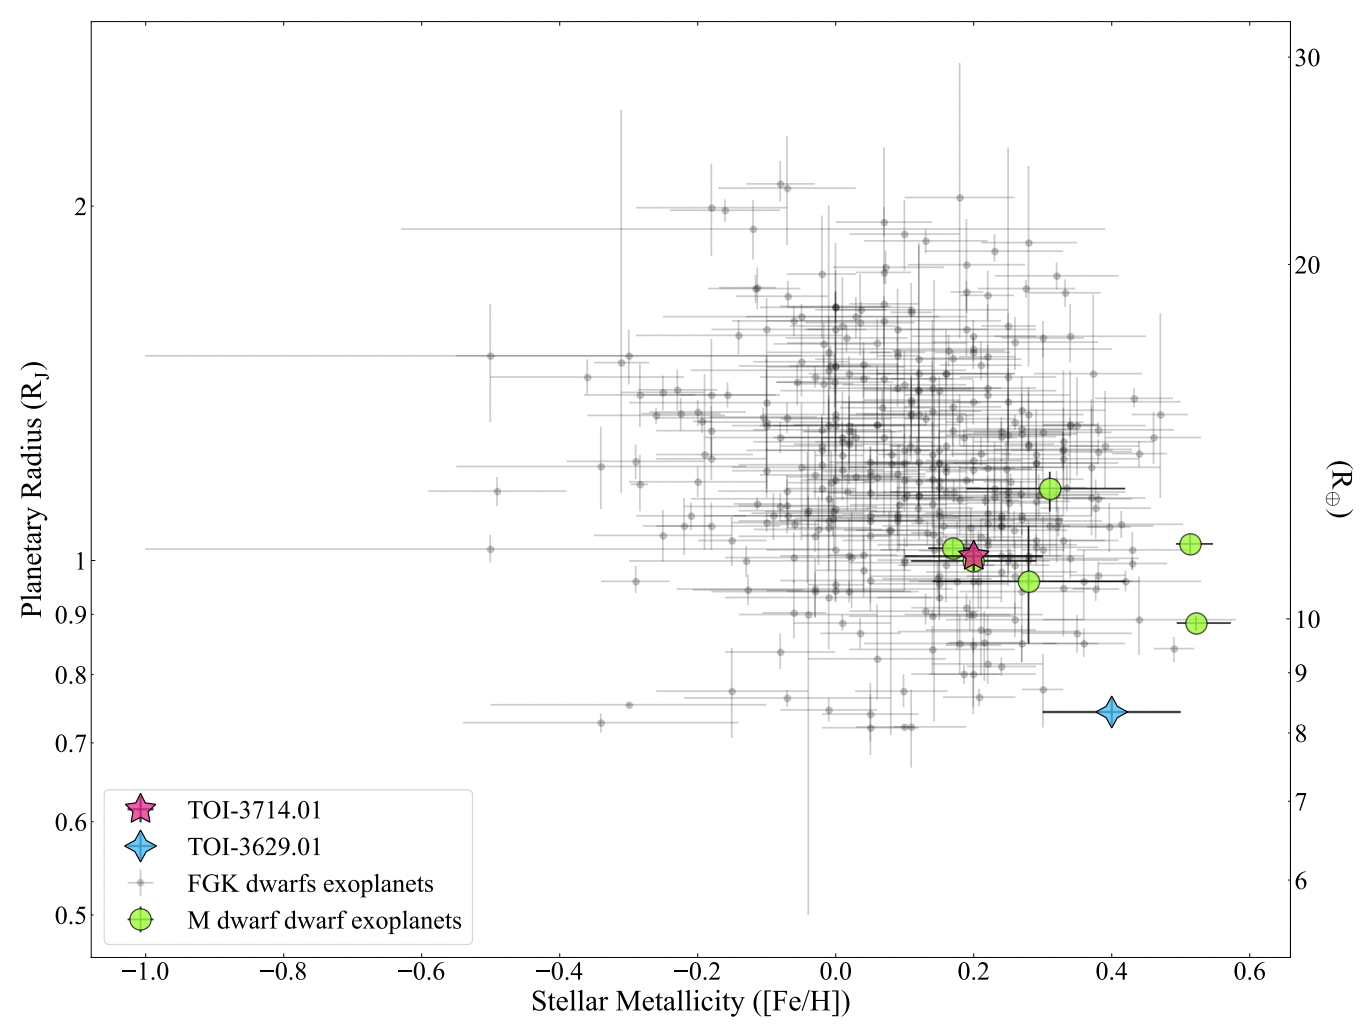 30
2
20
Planetary Radius (R_J)
(R_⊕)
1
0.9
10
0.8
9
0.7
8
7
0.6
6
0.5
TOI-3714.01
TOI-3629.01
FGK dwarfs exoplanets
M dwarf dwarf exoplanets
−1.0 −0.8 −0.6 −0.4 −0.2 0.0 0.2 0.4 0.6
Stellar Metallicity ([Fe/H])